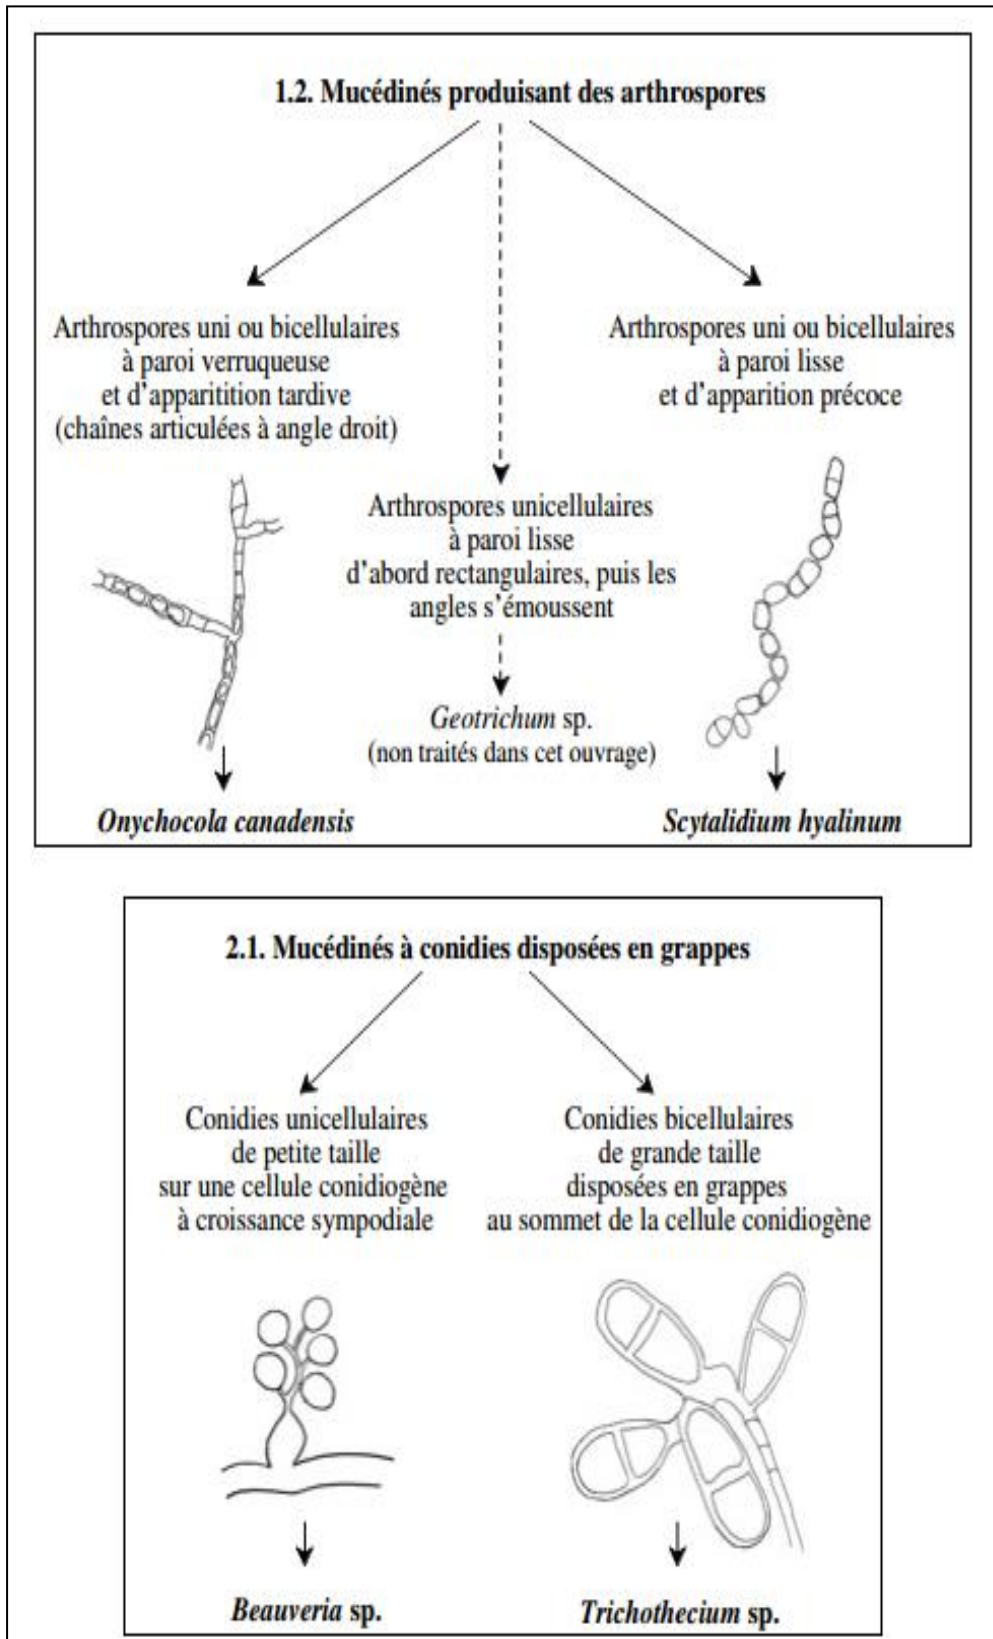 1.2. Mucédinés produisant des arthrospores
Arthrospores uni ou bicellulaires
à paroi verruqueuse
et d'apparitition tardive
(chaînes articulées à angle droit)
Arthrospores uni ou bicellulaires
à paroi lisse
et d'apparition précoce
Arthrospores unicellulaires
à paroi lisse
d'abord rectangulaires, puis les
angles s'émoussent
Geotrichum sp.
(non traités dans cet ouvrage)
Onychocola canadensis
Scytalidium hyalinum
2.1. Mucédinés à conidies disposées en grappes
Conidies unicellulaires
de petite taille
sur une cellule conidiogène
à croissance sympodiale
Conidies bicellulaires
de grande taille
disposées en grappes
au sommet de la cellule conidiogène
Beauveria sp.
Trichothecium sp.